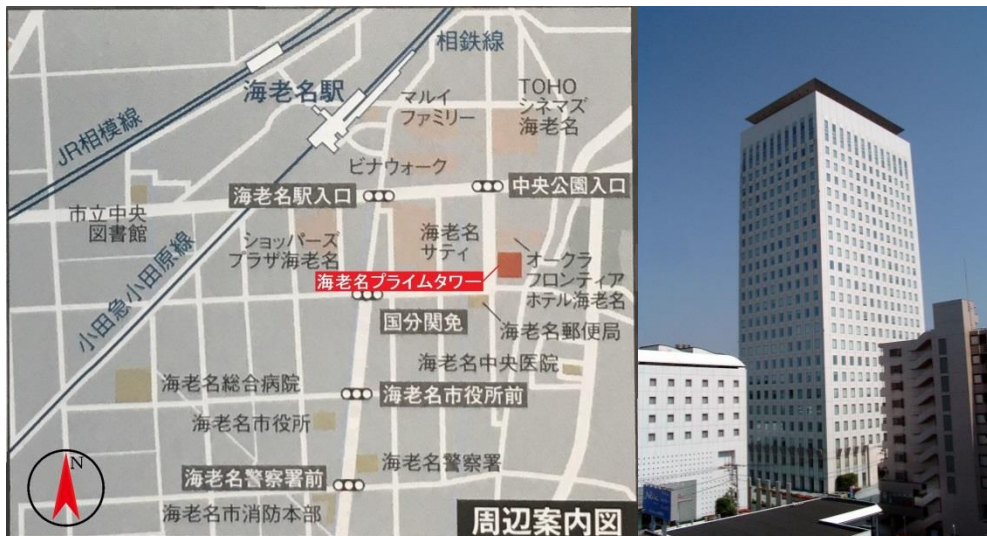 相鉄線
海老名駅
JR相模線
マルイ
ファミリー
TOHO
シネマズ
海老名
ビナウォーク
海老名駅入口
中央公園入口
市立中央
図書館
小田急小田原線
ショッパーズ
プラザ海老名
海老名
サティ
オークラ
フロンティア
ホテル海老名
海老名プライムタワー
国分関免
海老名郵便局
海老名中央医院
海老名総合病院
海老名市役所前
海老名市役所
海老名警察署
海老名警察署前
海老名市消防本部
N
周辺案内図